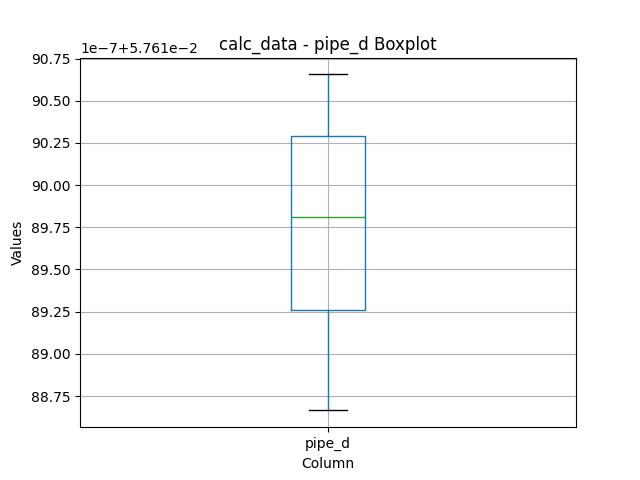 calc_data - pipe_d Boxplot
1e−7+5.761e−2
90.75
90.50
90.25
90.00
89.75
89.50
89.25
89.00
88.75
Values
pipe_d
Column